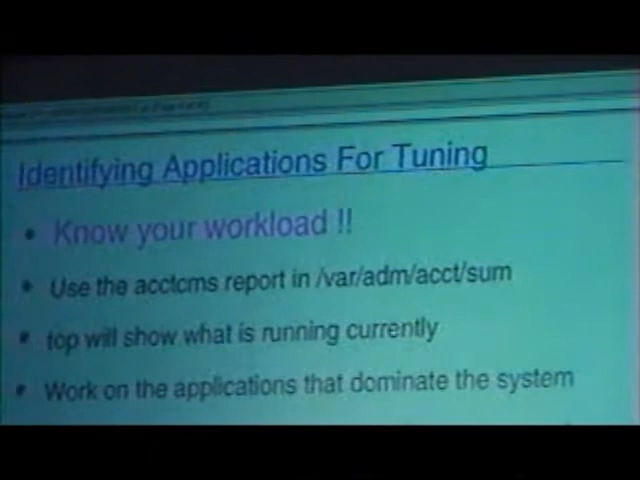 Identifying Applications For Tuning
• Know your workload !!
• Use the acctcms report in /var/adm/acct/sum
• top will show what is running currently
• Work on the applications that dominate the system